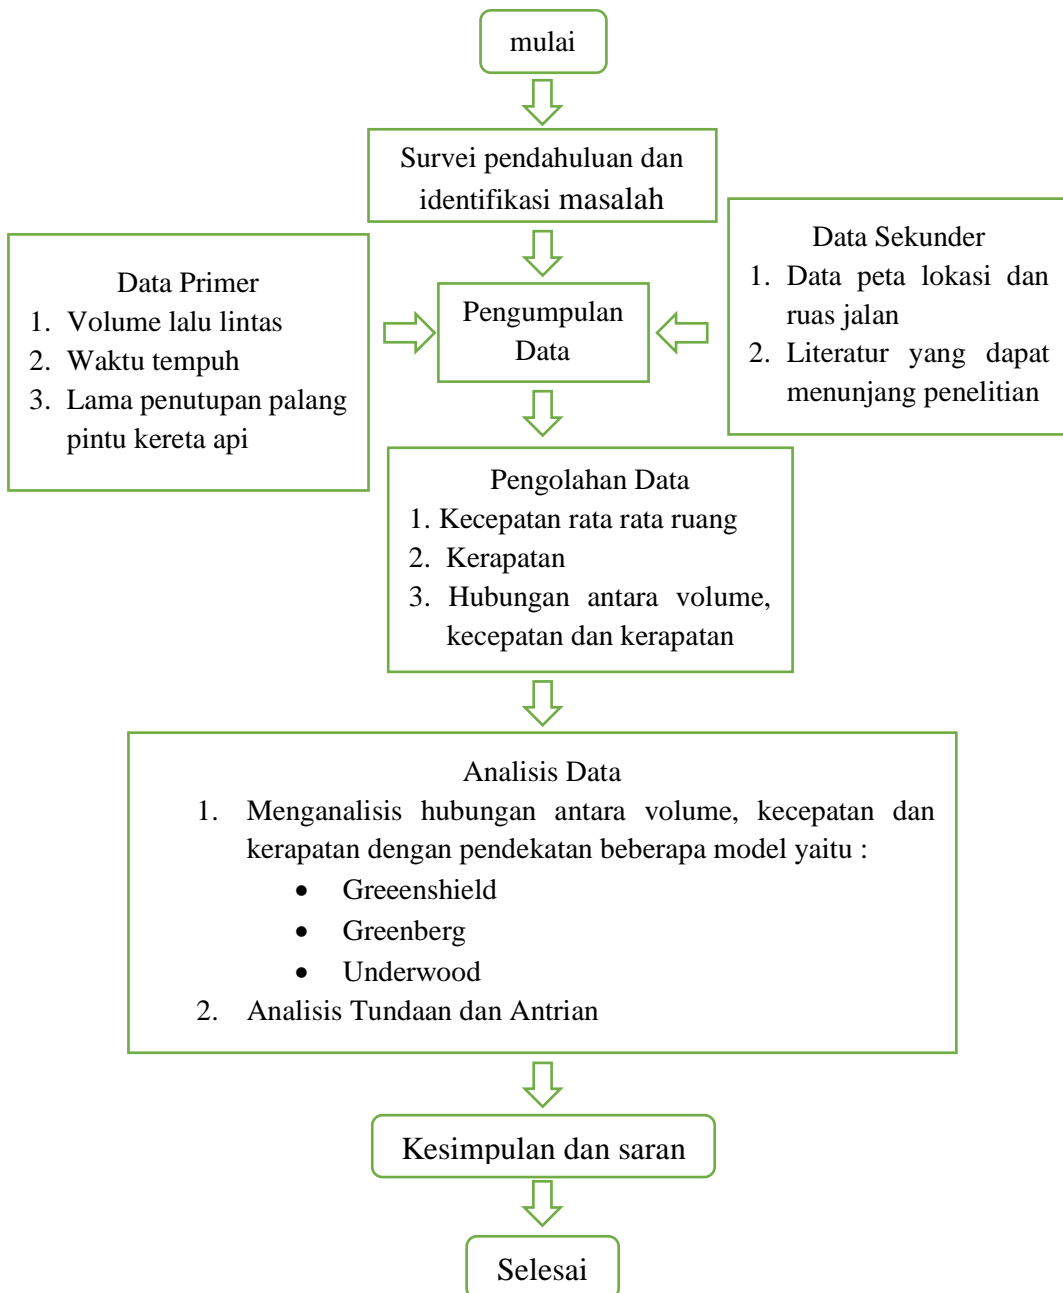 mulai
Survei pendahuluan dan
identifikasi masalah
Data Primer
1. Volume lalu lintas
2. Waktu tempuh
3. Lama penutupan palang
pintu kereta api
Pengumpulan
Data
Data Sekunder
1. Data peta lokasi dan
ruas jalan
2. Literatur yang dapat
menunjang penelitian
Pengolahan Data
1. Kecepatan rata rata ruang
2. Kerapatan
3. Hubungan antara volume,
kecepatan dan kerapatan
Analisis Data
1. Menganalisis hubungan antara volume, kecepatan dan
kerapatan dengan pendekatan beberapa model yaitu :
• Greeenshield
• Greenberg
• Underwood
2. Analisis Tundaan dan Antrian
Kesimpulan dan saran
Selesai